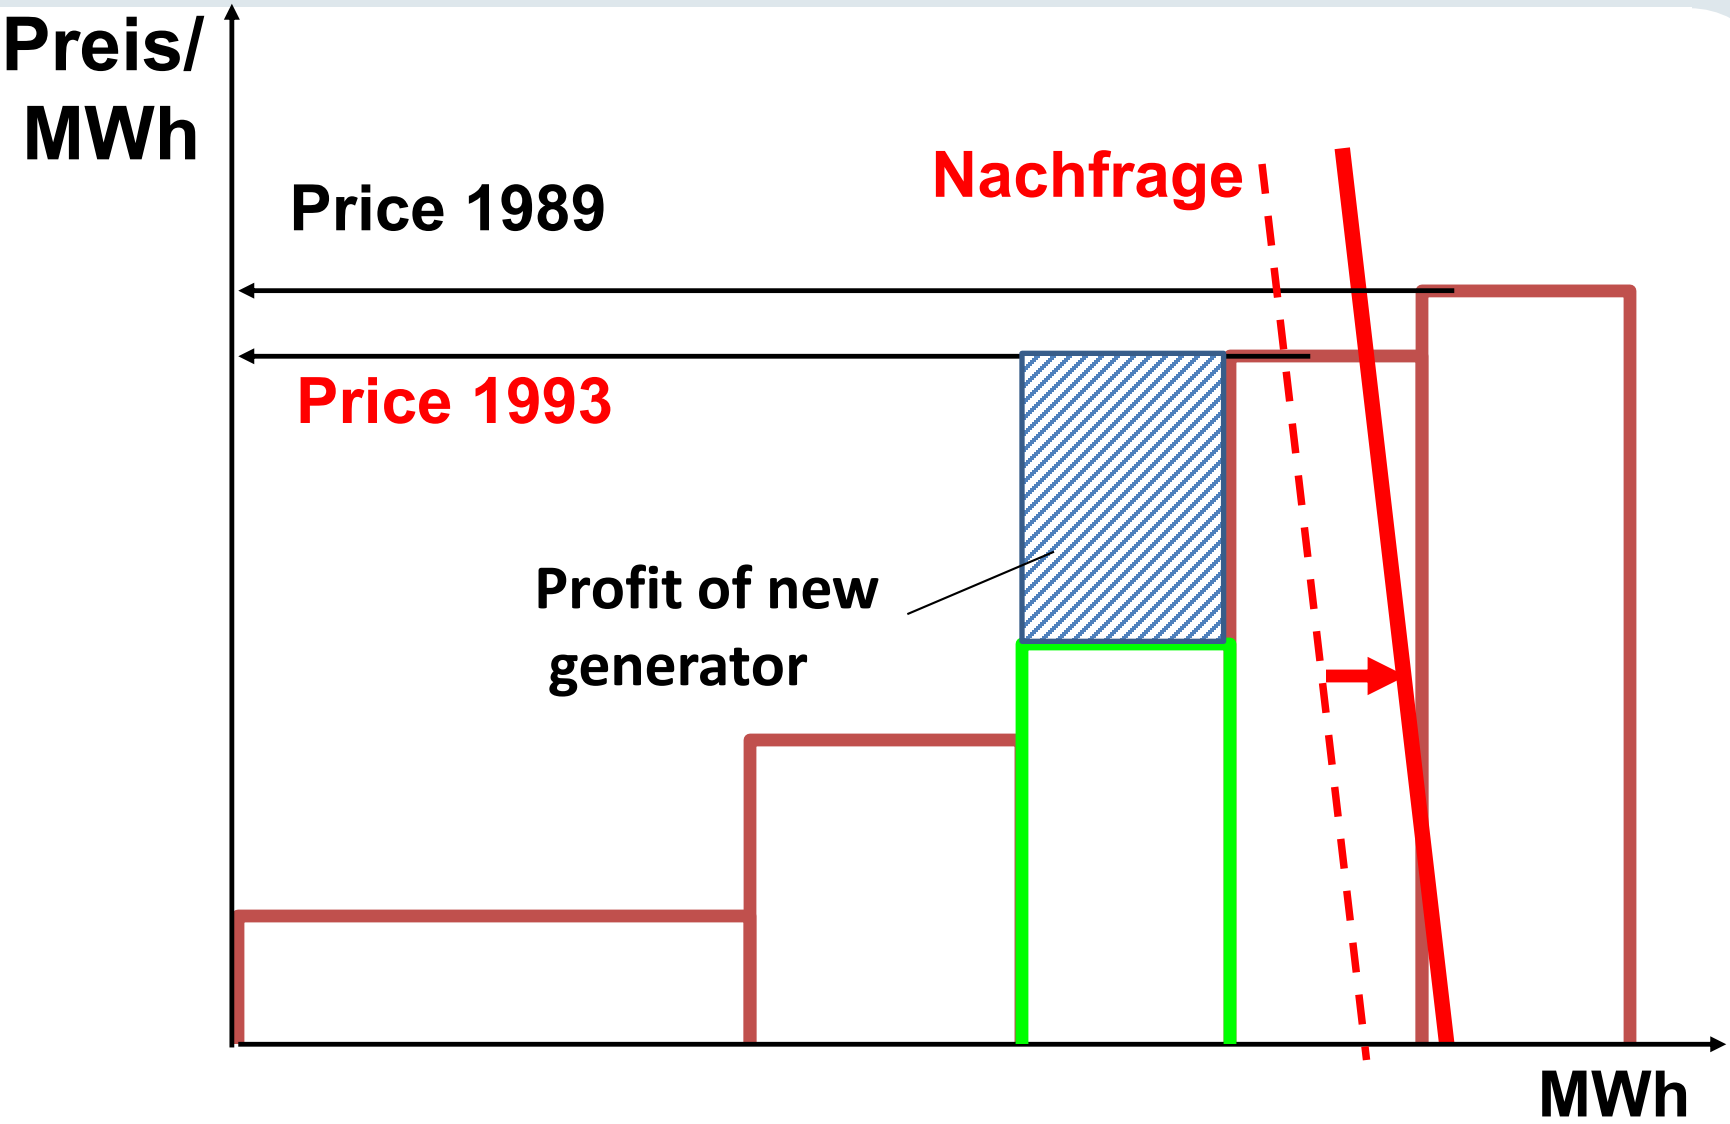 Preis/
MWh
Price 1989
Nachfrage
Price 1993
Profit of new
generator
MWh